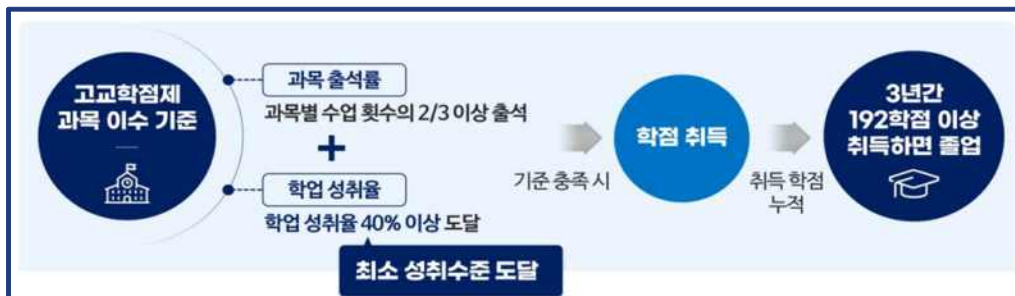 고교학점제
과목 이수 기준
과목 출석률
과목별 수업 횟수의 2/3 이상 출석
+
학업 성취율
학업 성취율 40% 이상 도달
최소 성취수준 도달
기준 충족 시
학점 취득
취득 학점
누적
3년간
192학점 이상
취득하면 졸업